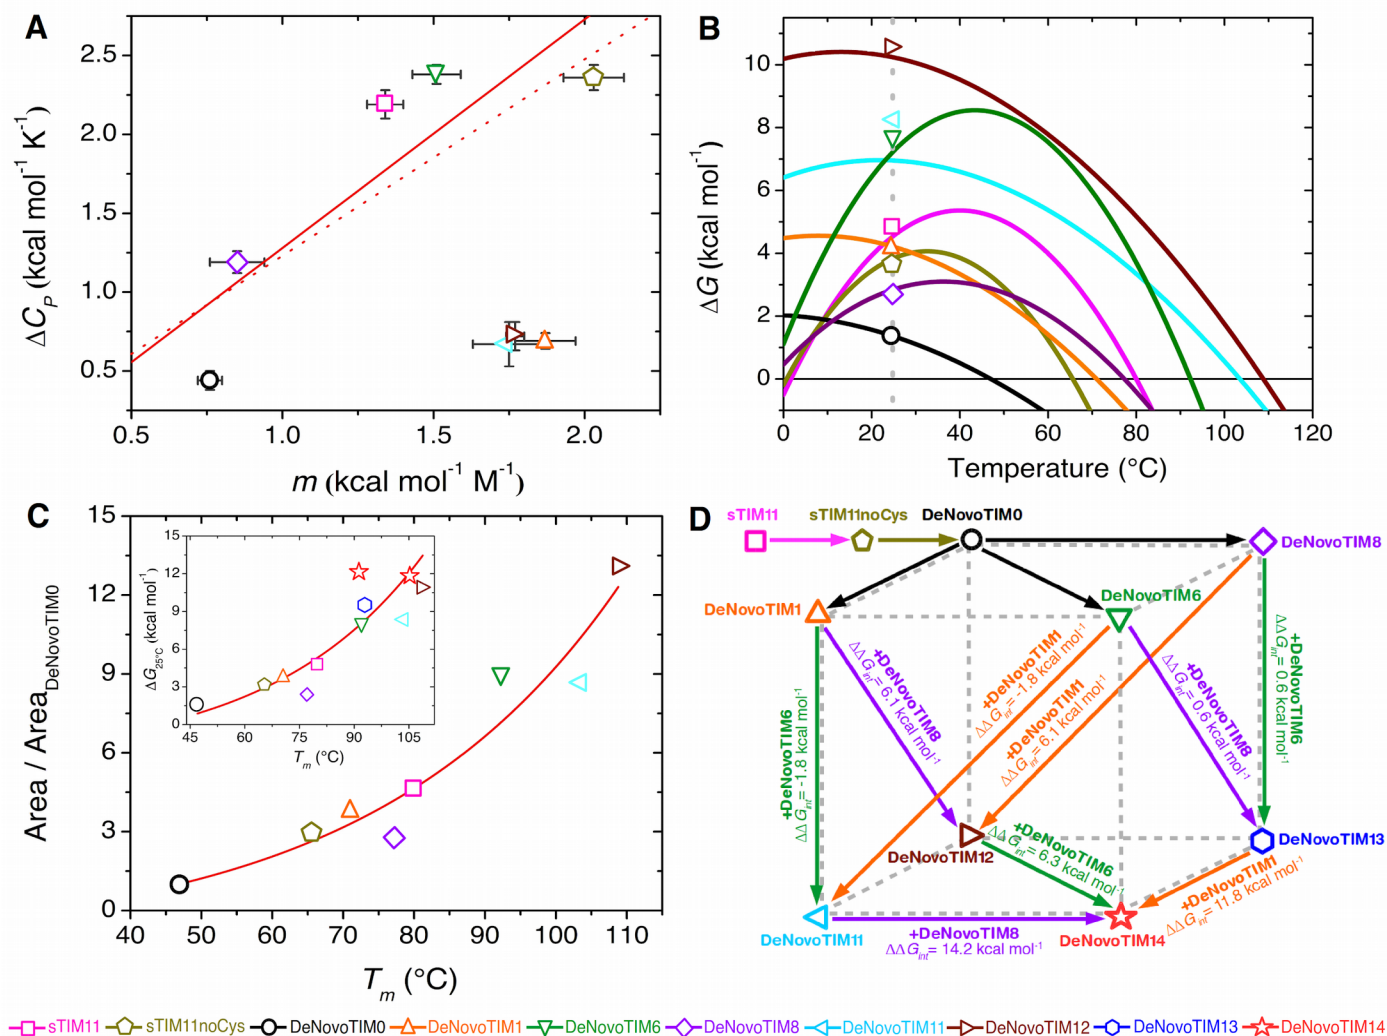 A
2.5
2.0
1.5
1.0
0.5
ΔC_P (kcal mol⁻¹ K⁻¹)
0.5 1.0 1.5 2.0
m (kcal mol⁻¹ M⁻¹)
B
10
8
6
4
2
0
ΔG (kcal mol⁻¹)
0 20 40 60 80 100 120
Temperature (°C)
C
15
12
9
6
3
0
Area / Area_DeNovoTIM0
40 50 60 70 80 90 100 110
T_m (°C)
15
12
9
6
3
0
ΔG_25°C (kcal mol⁻¹)
45 60 75 90 105
T_m (°C)
D
sTIM11
sTIM11noCys
DeNovoTIM0
DeNovoTIM8
DeNovoTIM1
DeNovoTIM6
+DeNovoTIM8
ΔΔG_int= 6.1 kcal mol⁻¹
+DeNovoTIM1
ΔΔG_int= -1.8 kcal mol⁻¹
+DeNovoTIM1
ΔΔG_int= 6.1 kcal mol⁻¹
+DeNovoTIM8
ΔΔG_int= 0.6 kcal mol⁻¹
+DeNovoTIM6
ΔΔG_int= 0.6 kcal mol⁻¹
+DeNovoTIM6
ΔΔG_int= -1.8 kcal mol⁻¹
DeNovoTIM12
+DeNovoTIM6
ΔΔG_int= 6.3 kcal mol⁻¹
DeNovoTIM13
+DeNovoTIM1
ΔΔG_int= 11.8 kcal mol⁻¹
DeNovoTIM11
+DeNovoTIM8
ΔΔG_int= 14.2 kcal mol⁻¹
DeNovoTIM14
sTIM11 sTIM11noCys DeNovoTIM0 DeNovoTIM1 DeNovoTIM6 DeNovoTIM8 DeNovoTIM11 DeNovoTIM12 DeNovoTIM13 DeNovoTIM14